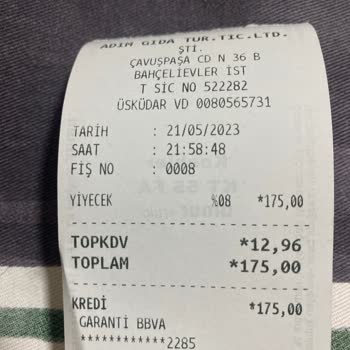 ADIM GIDA TUR.TIC.LTD.
ŞTİ.
ÇAVUŞPAŞA CD N 36 B
BAHÇELİEVLER İST
T SİC NO 522282
ÜSKÜDAR VD 0080565731
TARİH : 21/05/2023
SAAT : 21:58:48
FİŞ NO : 0008
YİYECEK %08 *175,00
TOPKDV *12,96
TOPLAM *175,00
KREDİ *175,00
GARANTİ BBVA
************2285